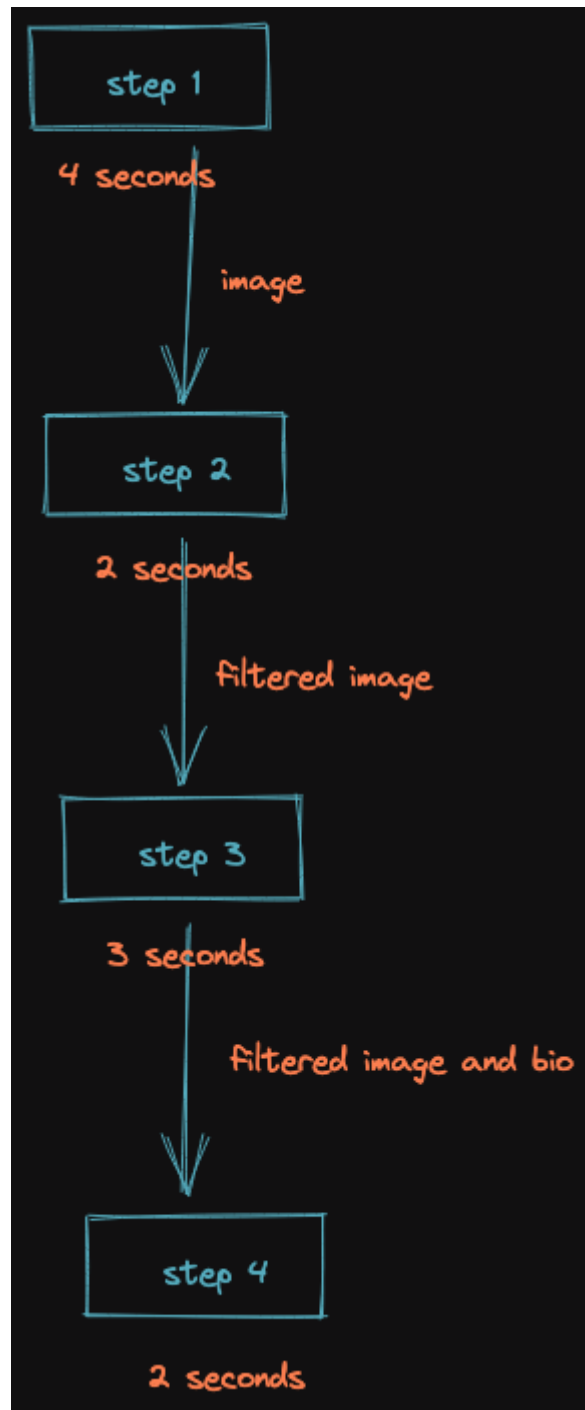 step 1
4 seconds
image
step 2
2 seconds
filtered image
step 3
3 seconds
filtered image and bio
step 4
2 seconds